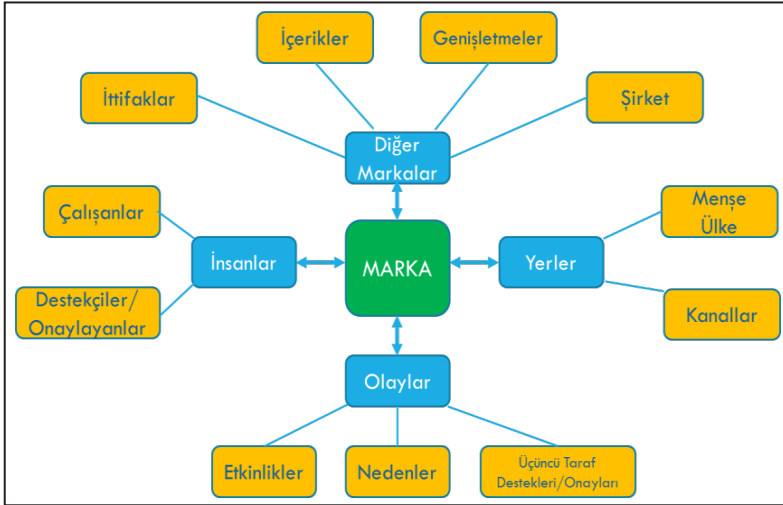 İçerikler
Genişletmeler
İttifaklar
Şirket
Diğer
Markalar
Çalışanlar
Menşe
Ülke
İnsanlar
MARKA
Yerler
Destekçiler/
Onaylayanlar
Kanallar
Olaylar
Etkinlikler
Nedenler
Üçüncü Taraf
Destekleri/Onayları